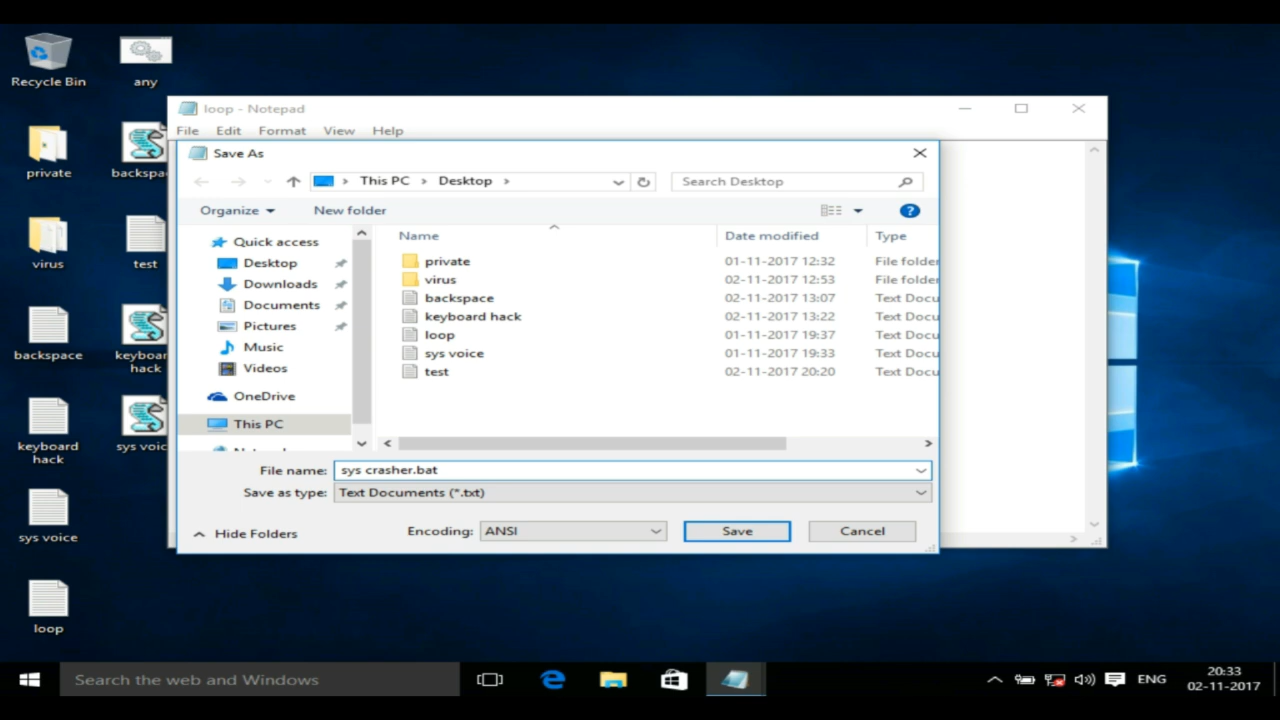 Recycle Bin
any
private
backspa
virus
test
backspace
keyboar
hack
keyboard
hack
sys voic
sys voice
loop
loop - Notepad
File Edit Format View Help
Save As
This PC > Desktop >
Search Desktop
Organize
New folder
Quick access
Desktop
Downloads
Documents
Pictures
Music
Videos
OneDrive
This PC
Name Date modified Type
private 01-11-2017 12:32 File folder
virus 02-11-2017 12:53 File folder
backspace 02-11-2017 13:07 Text Docu
keyboard hack 02-11-2017 13:22 Text Docu
loop 01-11-2017 19:37 Text Docu
sys voice 01-11-2017 19:33 Text Docu
test 02-11-2017 20:20 Text Docu
File name: sys crasher.bat
Save as type: Text Documents (*.txt)
Hide Folders
Encoding: ANSI
Save
Cancel
Search the web and Windows
ENG
20:33
02-11-2017